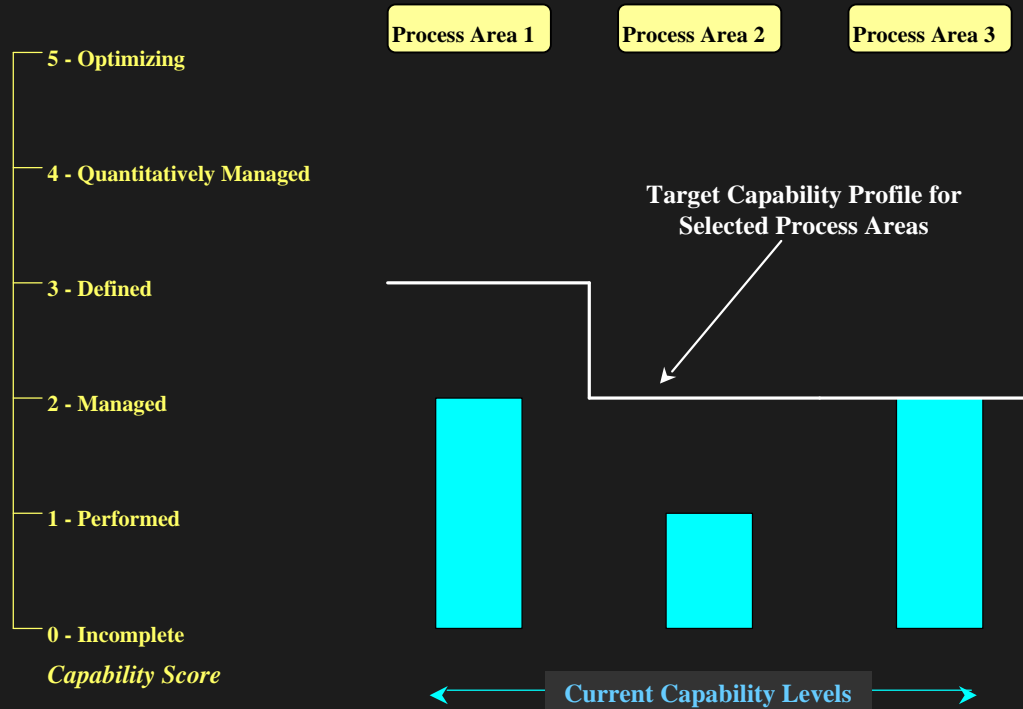 Process Area 1
Process Area 2
Process Area 3
5 - Optimizing
4 - Quantitatively Managed
Target Capability Profile for
Selected Process Areas
3 - Defined
2 - Managed
1 - Performed
0 - Incomplete
Capability Score
Current Capability Levels